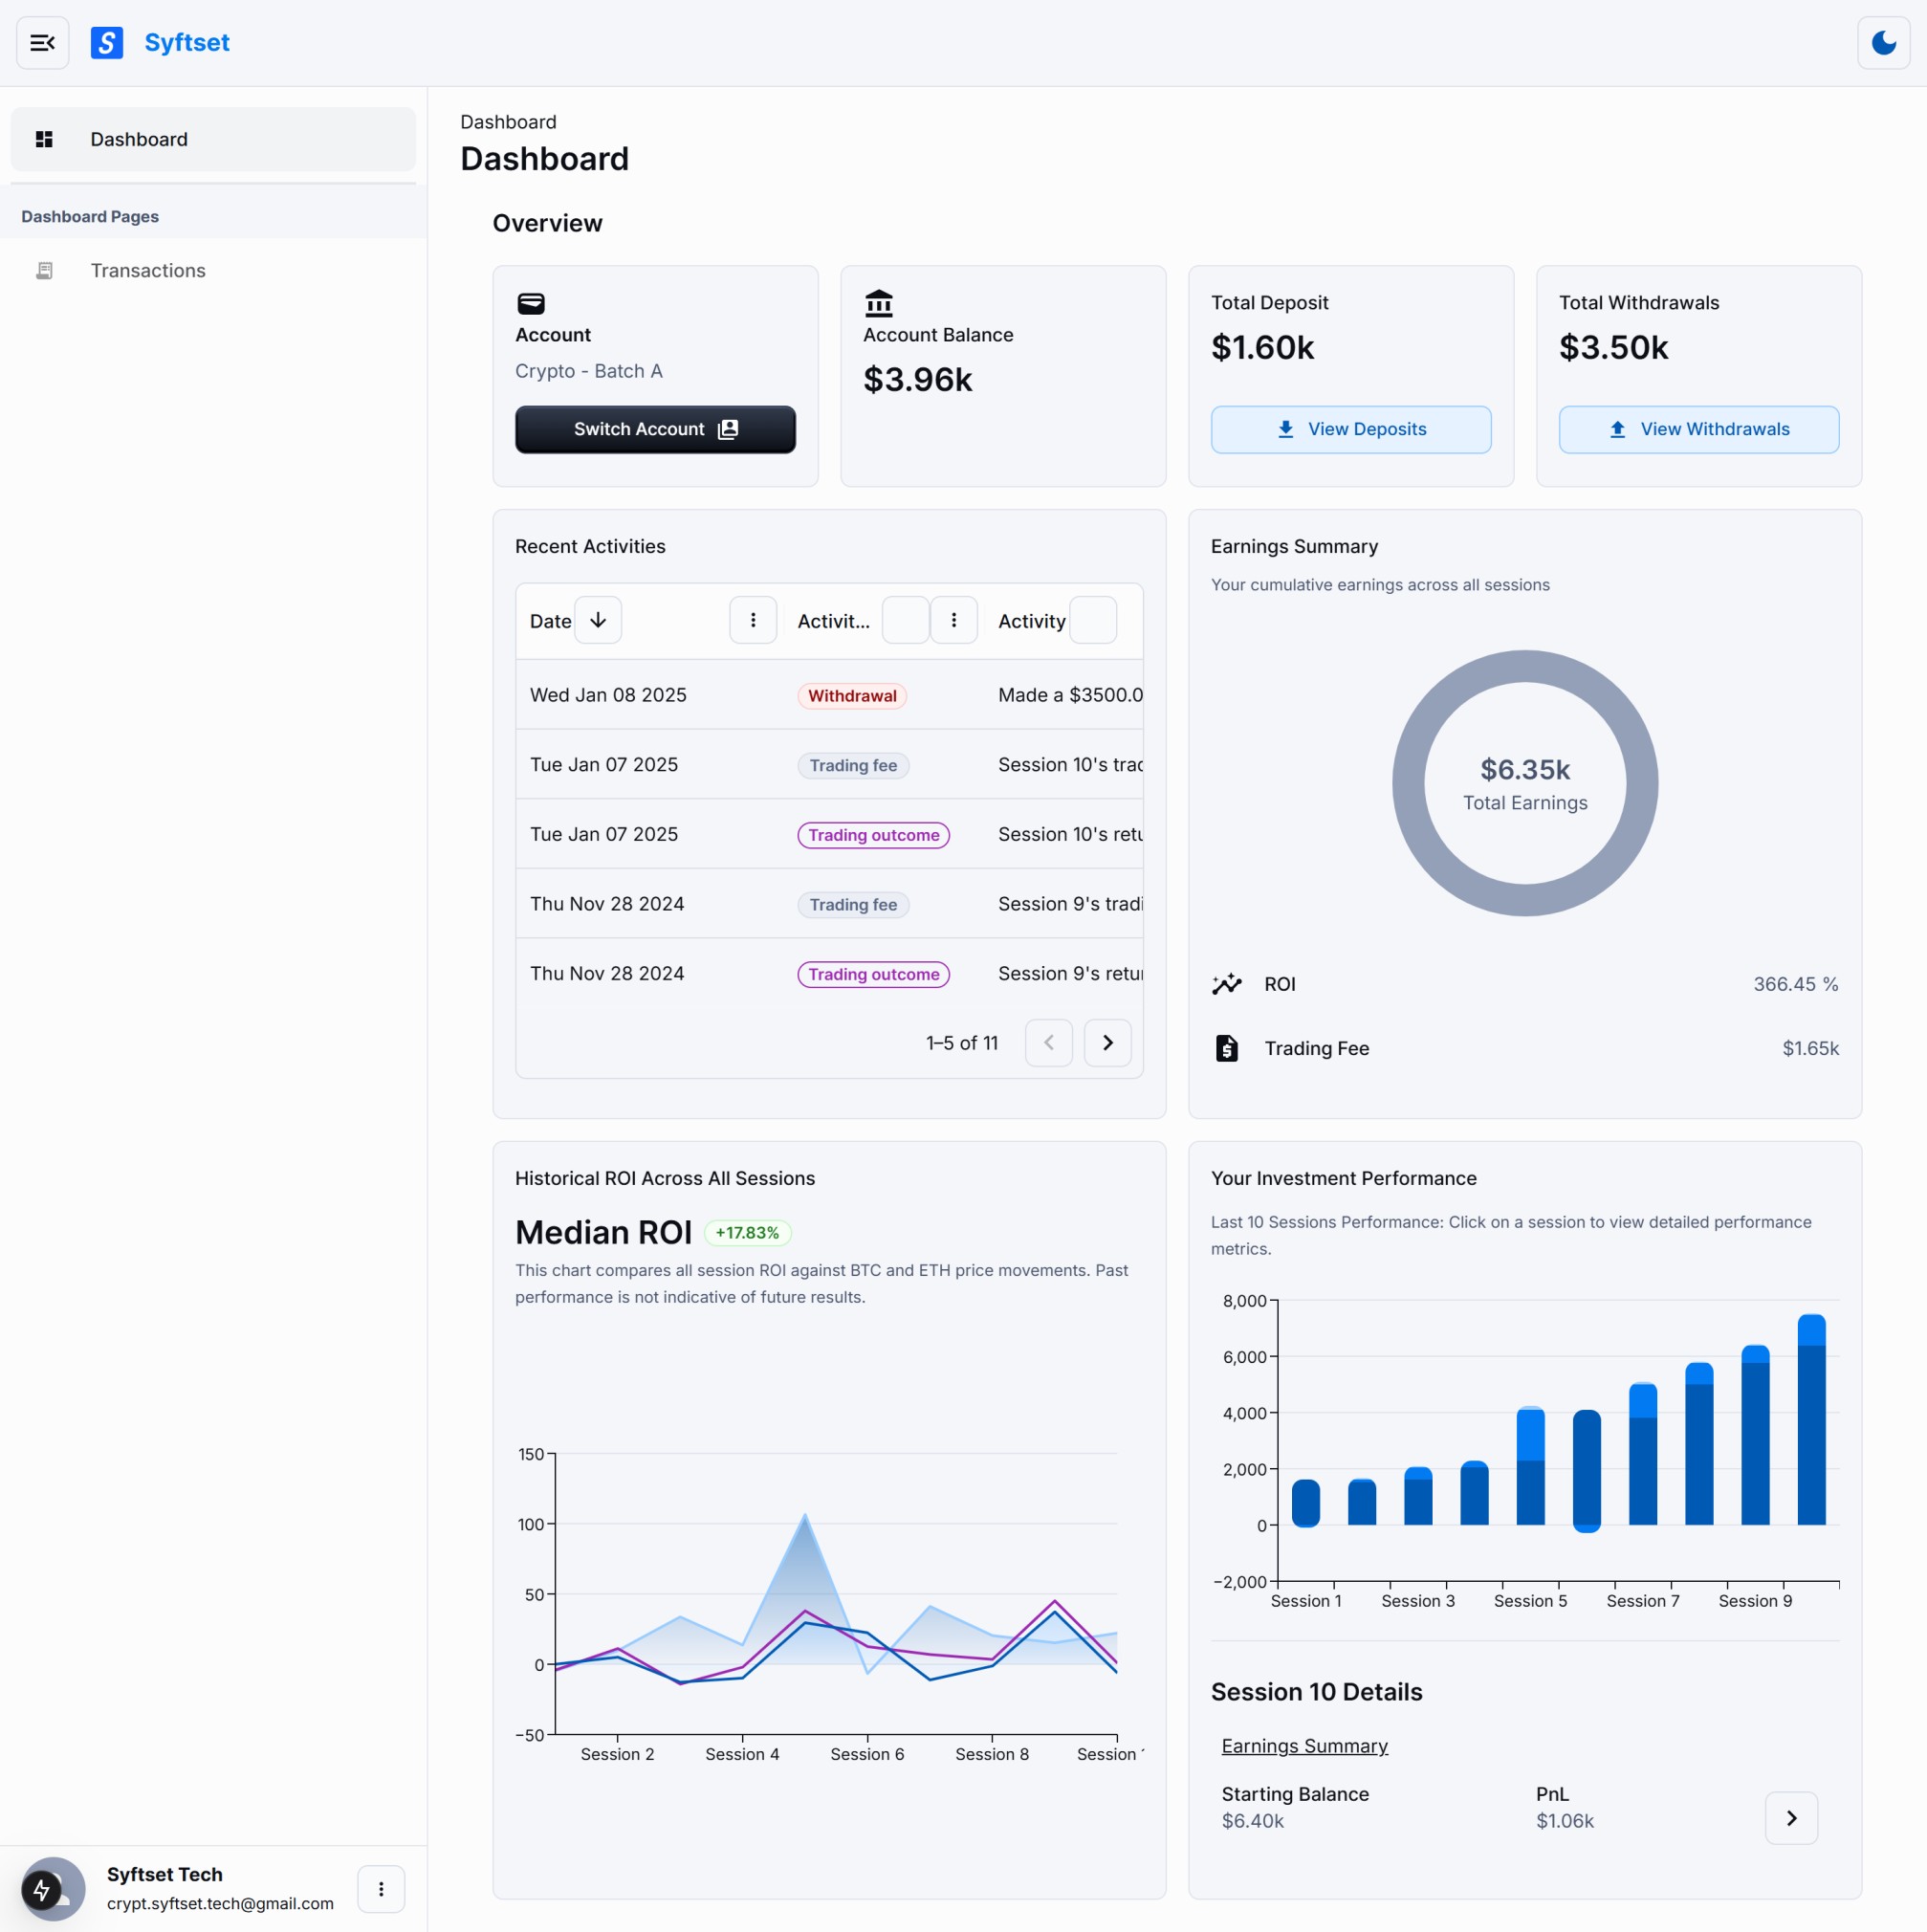 S Syftset
Dashboard
Dashboard Pages
Transactions
Dashboard
Dashboard
Overview
Account
Crypto - Batch A
Switch Account
Account Balance
$3.96k
Total Deposit
$1.60k
View Deposits
Total Withdrawals
$3.50k
View Withdrawals
Recent Activities
Date Activit... Activity
Wed Jan 08 2025 Withdrawal Made a $3500.0
Tue Jan 07 2025 Trading fee Session 10's
Tue Jan 07 2025 Trading outcome Session 10's
Thu Nov 28 2024 Trading fee Session 9's
Thu Nov 28 2024 Trading outcome Session 9's
1–5 of 11
Earnings Summary
Your cumulative earnings across all sessions
$6.35k
Total Earnings
ROI 366.45 %
Trading Fee $1.65k
Historical ROI Across All Sessions
Median ROI +17.83%
This chart compares all session ROI against BTC and ETH price movements. Past
performance is not indicative of future results.
150
100
50
0
−50
Session 2 Session 4 Session 6 Session 8 Session
Your Investment Performance
Last 10 Sessions Performance: Click on a session to view detailed performance
metrics.
8,000
6,000
4,000
2,000
0
−2,000
Session 1 Session 3 Session 5 Session 7 Session 9
Session 10 Details
Earnings Summary
Starting Balance PnL
$6.40k $1.06k
Syftset Tech
crypt.syftset.tech@gmail.com